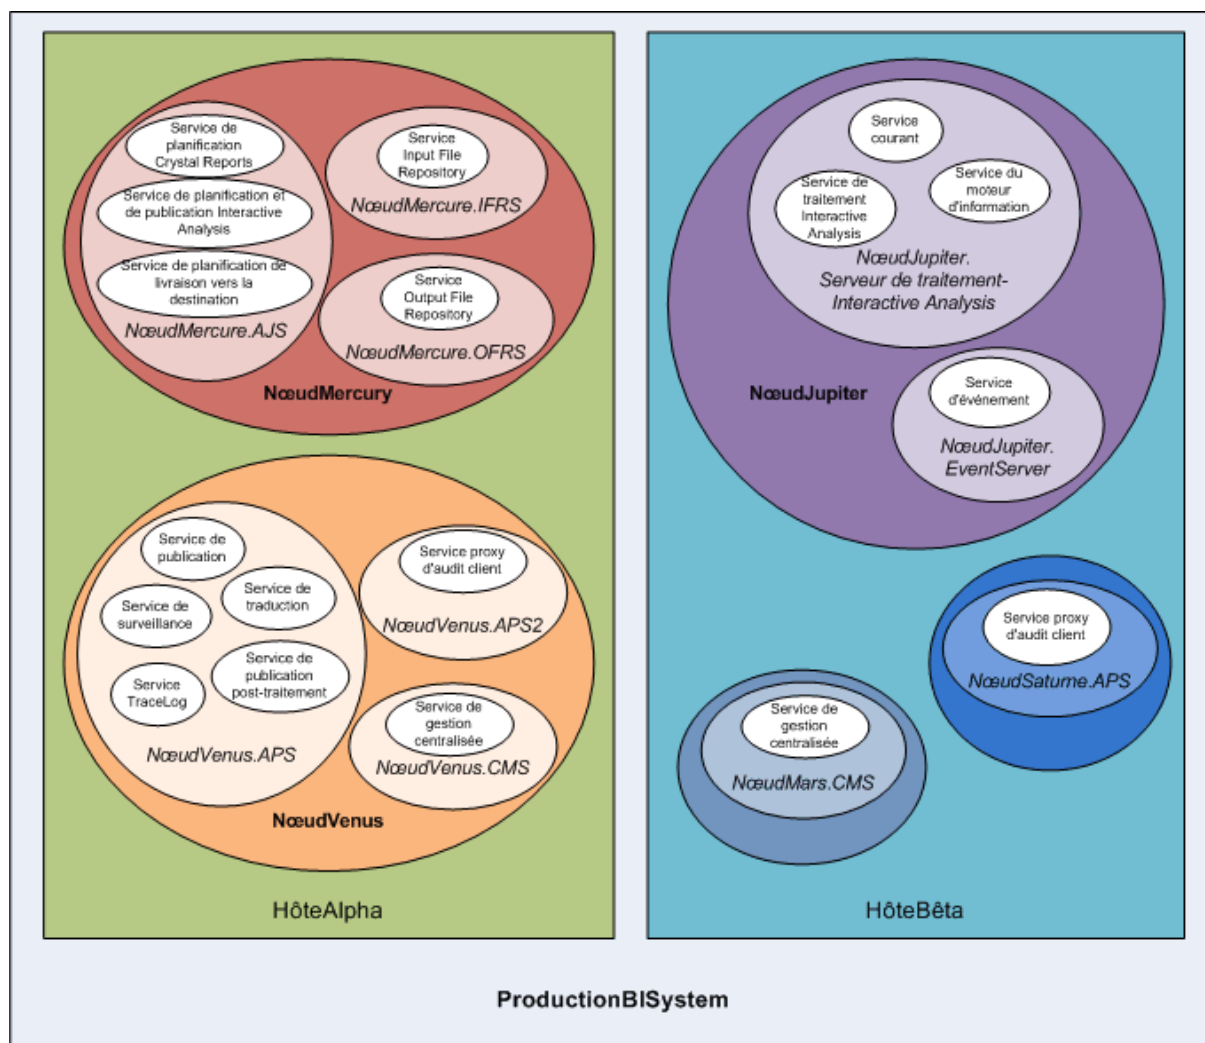 Service de
planification
Crystal Reports
Service de planification et
de publication Interactive
Analysis
Service de planification de
livraison vers la
destination
NœudMercure.AJS
Service
Input File
Repository
NœudMercure.IFRS
Service
Output File
Repository
NœudMercure.OFRS
NœudMercury
Service de
publication
Service de
surveillance
Service de
traduction
Service
TraceLog
Service de
publication
post-traitement
NœudVenus.APS
Service proxy
d'audit client
NœudVenus.APS2
Service de
gestion
centralisée
NœudVenus.CMS
NœudVenus
HôteAlpha
Service
courant
Service de
traitement
Interactive
Analysis
Service du
moteur
d'information
NœudJupiter.
Serveur de traitement-
Interactive Analysis
NœudJupiter
Service
d'événement
NœudJupiter.
EventServer
Service proxy
d'audit client
NœudSaturne.APS
Service de
gestion
centralisée
NœudMars.CMS
HôteBêta
ProductionBISystem